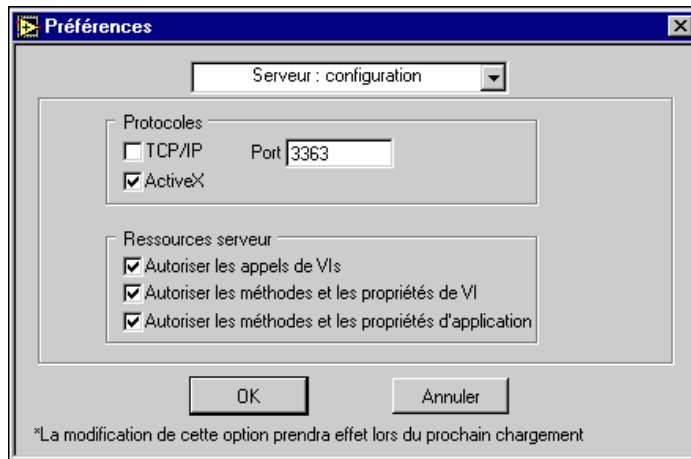 Préférences
Serveur : configuration
Protocoles
TCP/IP Port 3363
ActiveX
Ressources serveur
Autoriser les appels de VIs
Autoriser les méthodes et les propriétés de VI
Autoriser les méthodes et les propriétés d'application
OK Annuler
*La modification de cette option prendra effet lors du prochain chargement